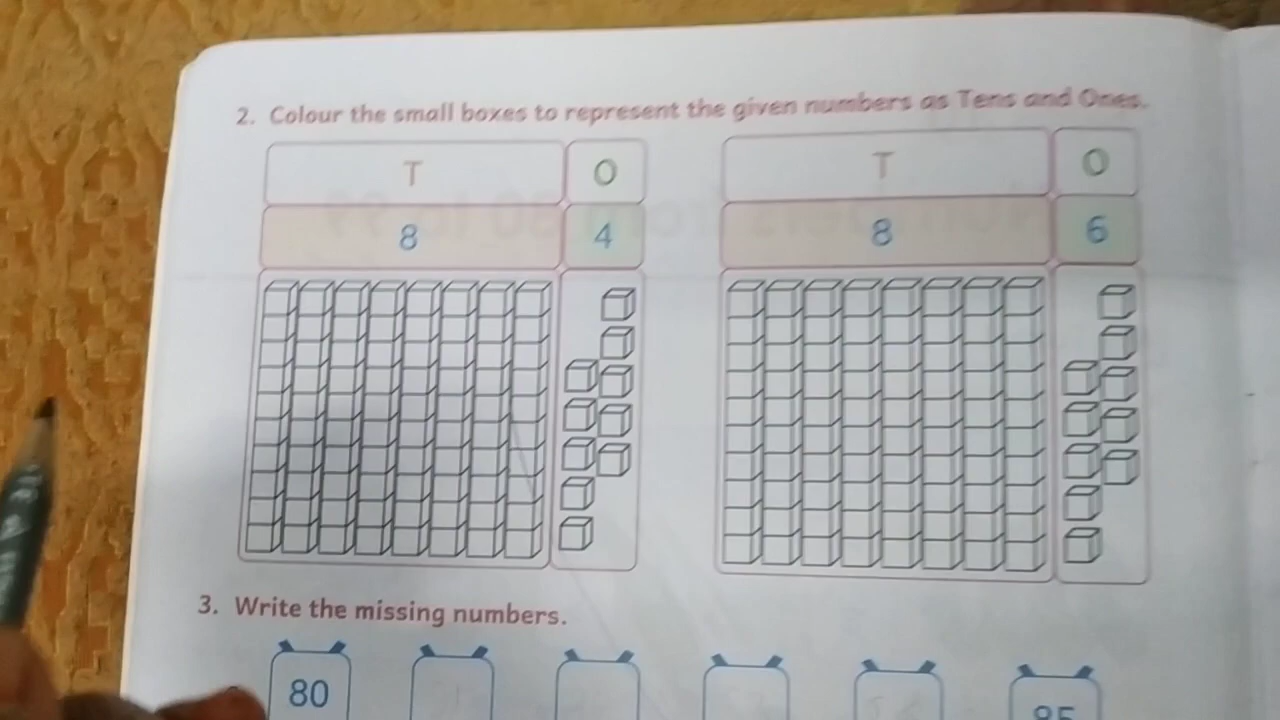 2. Colour the small boxes to represent the given numbers as Tens and Ones.
T O T O
8 4 8 6
3. Write the missing numbers.
80 85